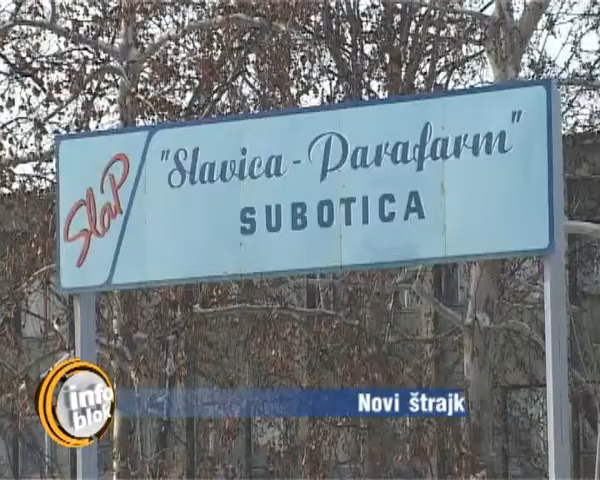 SlaP
"Slavica - Parafarm"
SUBOTICA
info
blok
Novi štrajk